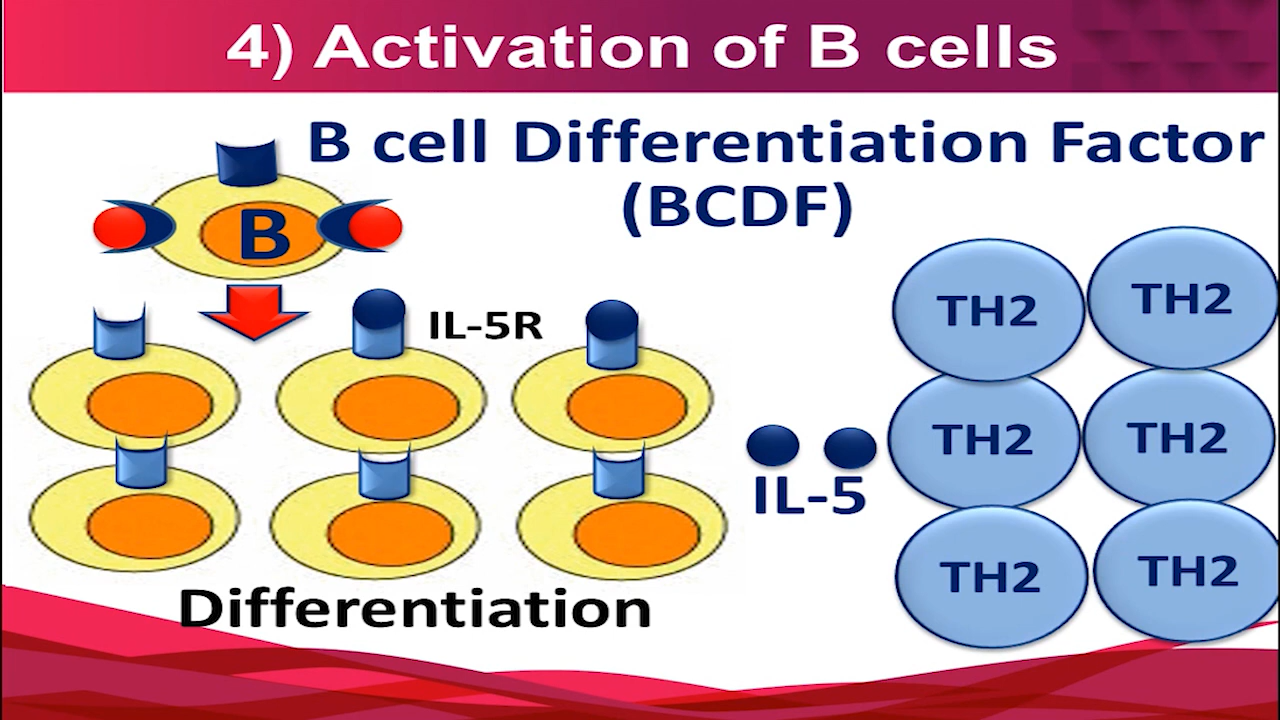 4) Activation of B cells
B cell Differentiation Factor
(BCDF)
B
IL-5R
TH2
TH2
TH2
TH2
IL-5
TH2
TH2
Differentiation